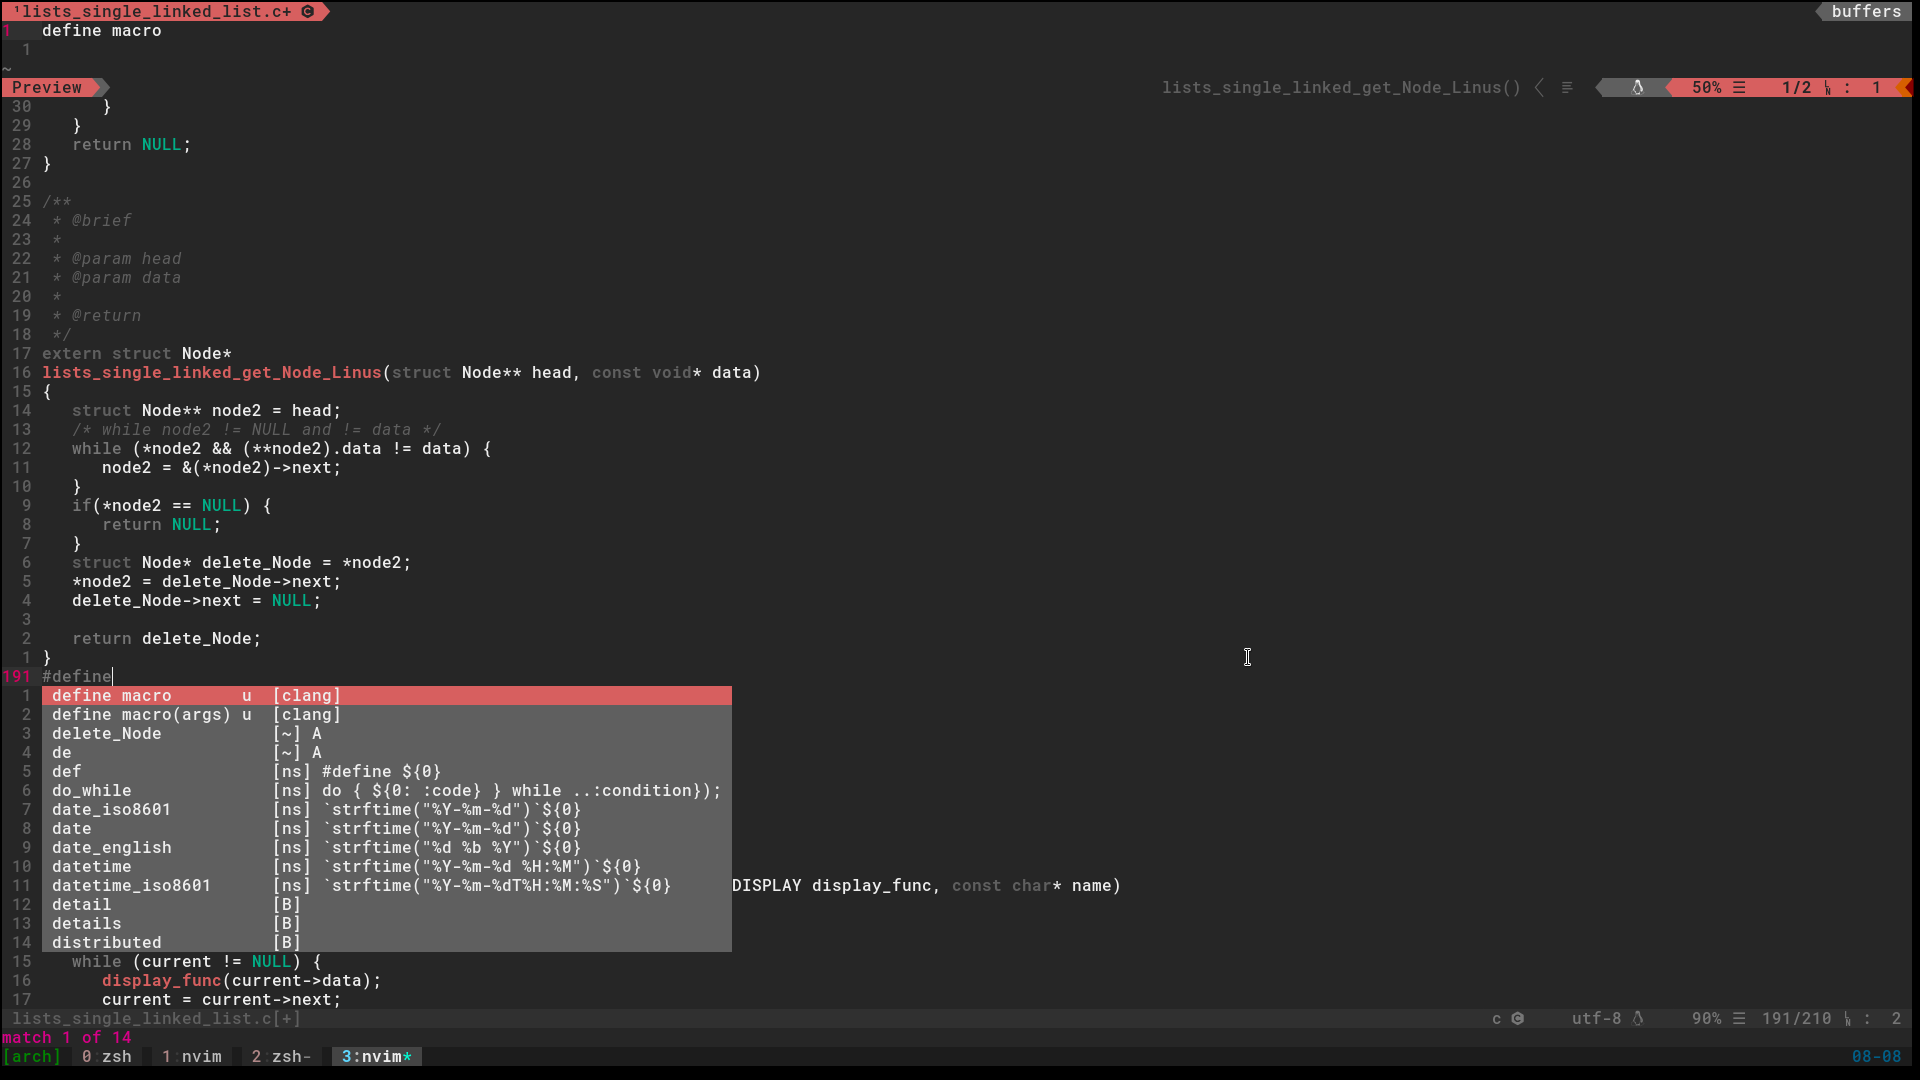 ¹lists_single_linked_list.c+ buffers
1 define macro
1
~
Preview lists_single_linked_get_Node_Linus() 50% ☰ 1/2 : 1
30       }
29    }
28    return NULL;
27 }
26
25 /**
24  * @brief
23  *
22  * @param head
21  * @param data
20  *
19  * @return
18  */
17 extern struct Node*
16 lists_single_linked_get_Node_Linus(struct Node** head, const void* data)
15 {
14    struct Node** node2 = head;
13    /* while node2 != NULL and != data */
12    while (*node2 && (**node2).data != data) {
11       node2 = &(*node2)->next;
10    }
9    if(*node2 == NULL) {
8       return NULL;
7    }
6    struct Node* delete_Node = *node2;
5    *node2 = delete_Node->next;
4    delete_Node->next = NULL;
3
2    return delete_Node;
1 }
191 #define
1 define macro       u  [clang]
2 define macro(args) u  [clang]
3 delete_Node           [~] A
4 de                    [~] A
5 def                   [ns] #define ${0}
6 do_while              [ns] do { ${0: :code} } while ..:condition});
7 date_iso8601          [ns] `strftime("%Y-%m-%d")`${0}
8 date                  [ns] `strftime("%Y-%m-%d")`${0}
9 date_english          [ns] `strftime("%d %b %Y")`${0}
10 datetime              [ns] `strftime("%Y-%m-%d %H:%M")`${0}
11 datetime_iso8601      [ns] `strftime("%Y-%m-%dT%H:%M:%S")`${0} DISPLAY display_func, const char* name)
12 detail                [B]
13 details               [B]
14 distributed           [B]
15    while (current != NULL) {
16       display_func(current->data);
17       current = current->next;
lists_single_linked_list.c[+] c utf-8 90% ☰ 191/210 : 2
match 1 of 14
[arch] 0 zsh 1 nvim 2 zsh- 3:nvim* 08-08